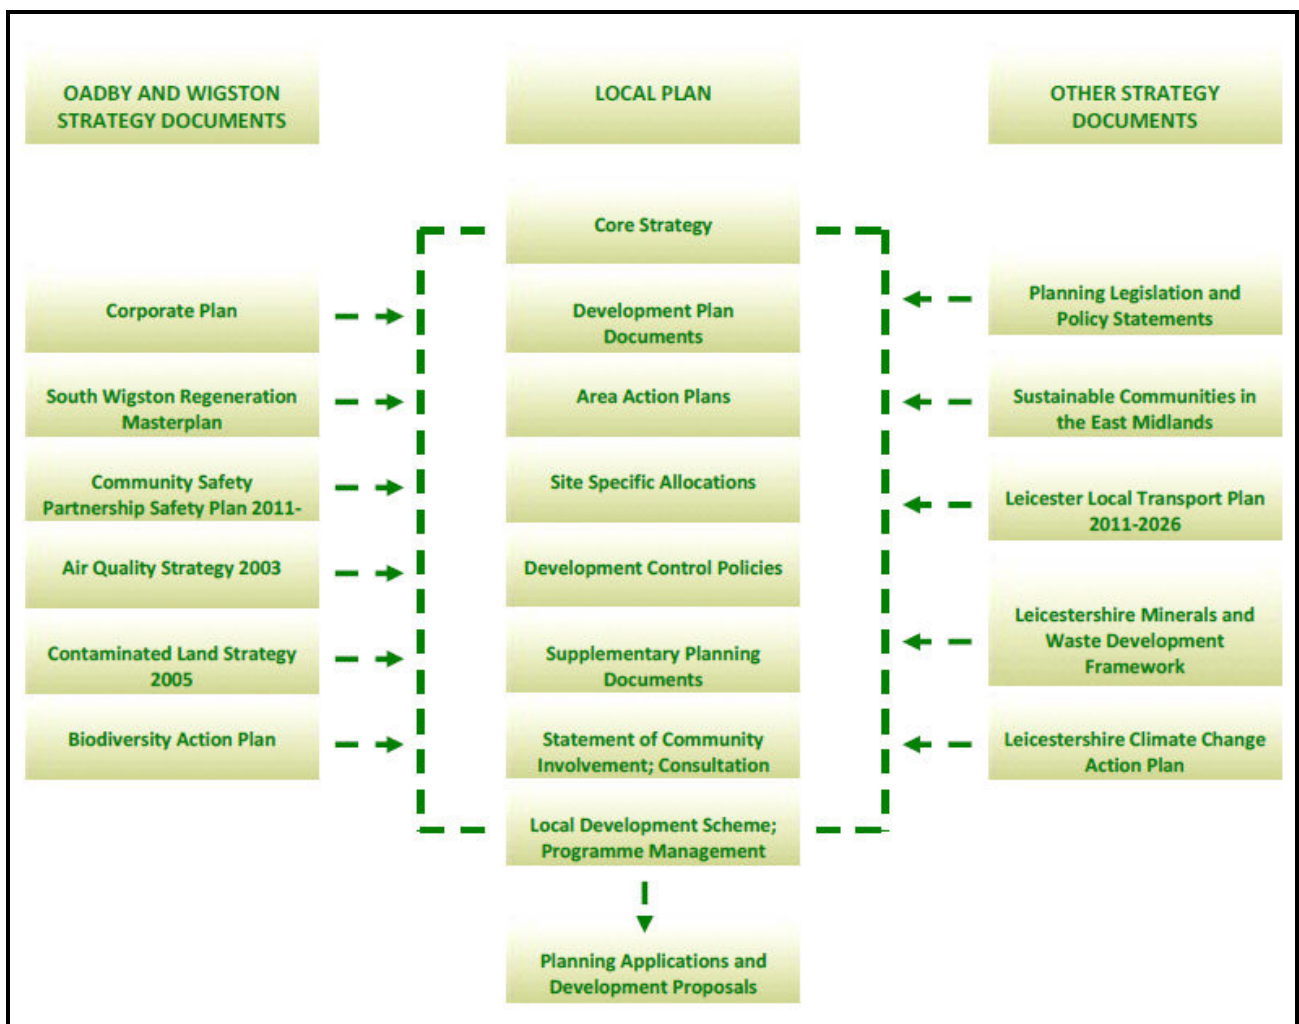 OADBY AND WIGSTON
STRATEGY DOCUMENTS
LOCAL PLAN
OTHER STRATEGY
DOCUMENTS
Corporate Plan
South Wigston Regeneration
Masterplan
Community Safety
Partnership Safety Plan 2011-
Air Quality Strategy 2003
Contaminated Land Strategy
2005
Biodiversity Action Plan
Core Strategy
Development Plan
Documents
Area Action Plans
Site Specific Allocations
Development Control Policies
Supplementary Planning
Documents
Statement of Community
Involvement; Consultation
Local Development Scheme;
Programme Management
Planning Applications and
Development Proposals
Planning Legislation and
Policy Statements
Sustainable Communities in
the East Midlands
Leicester Local Transport Plan
2011-2026
Leicestershire Minerals and
Waste Development
Framework
Leicestershire Climate Change
Action Plan